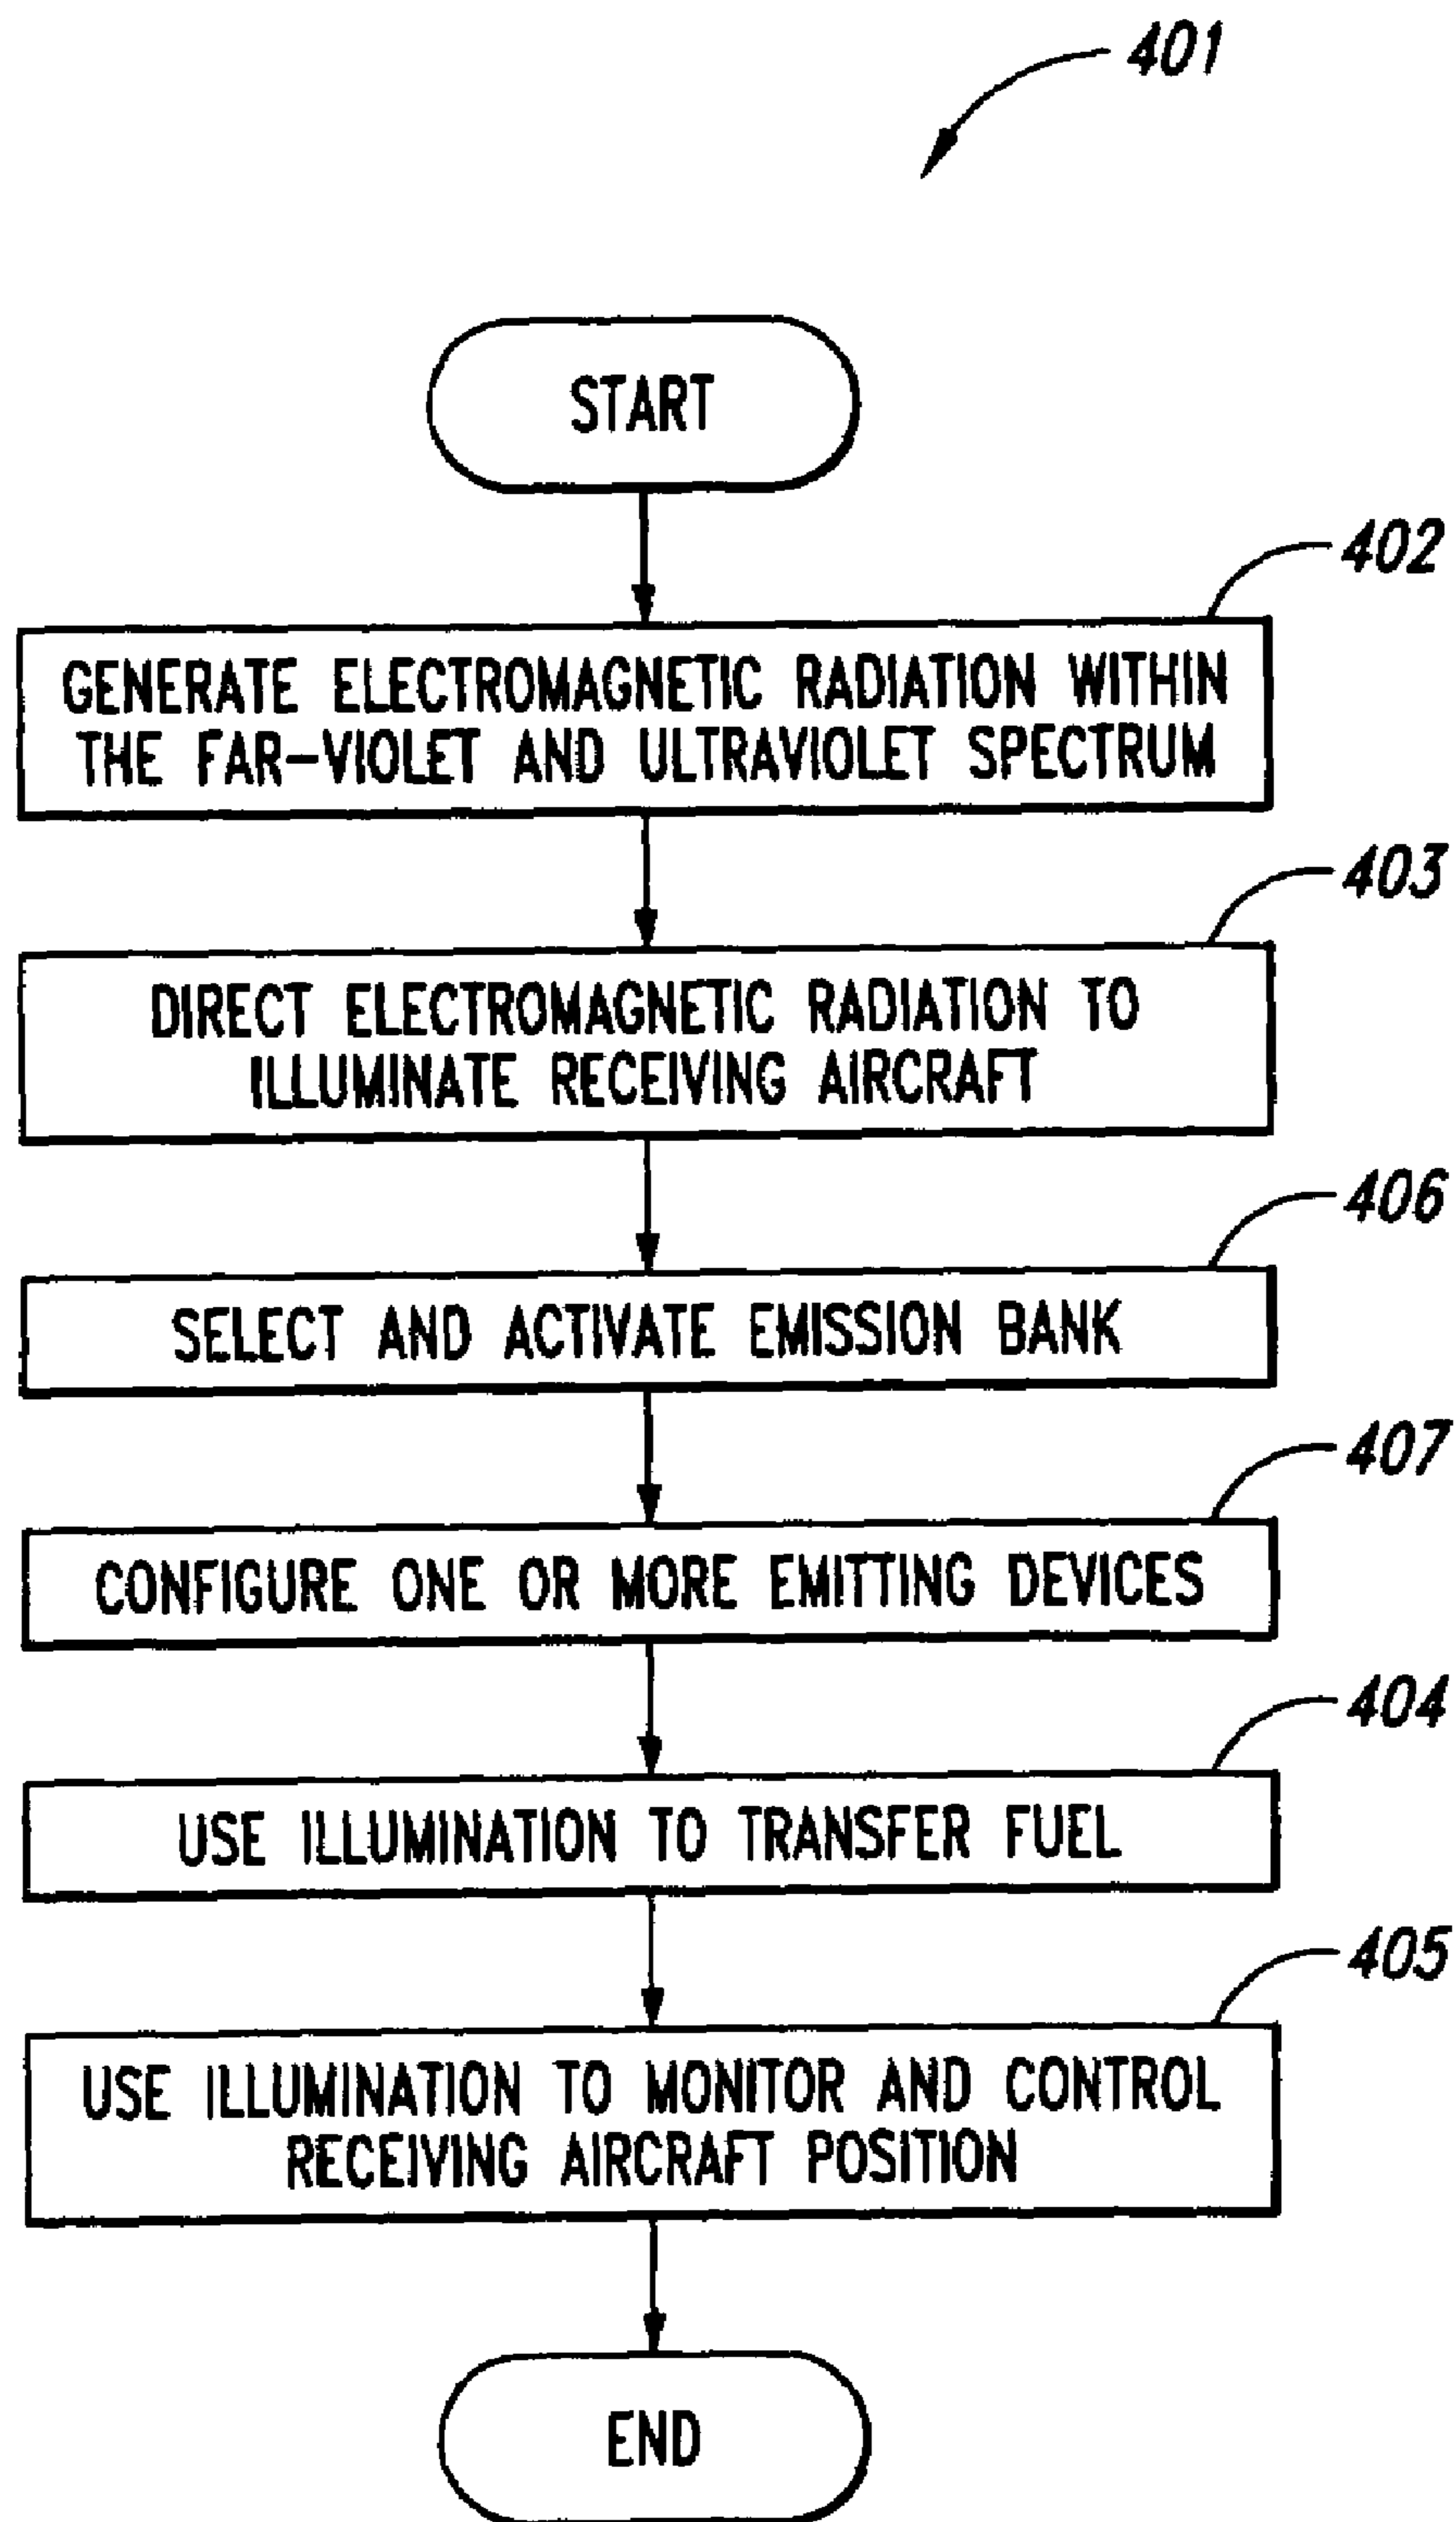 401
START
402
GENERATE ELECTROMAGNETIC RADIATION WITHIN
THE FAR-VIOLET AND ULTRAVIOLET SPECTRUM
403
DIRECT ELECTROMAGNETIC RADIATION TO
ILLUMINATE RECEIVING AIRCRAFT
406
SELECT AND ACTIVATE EMISSION BANK
407
CONFIGURE ONE OR MORE EMITTING DEVICES
404
USE ILLUMINATION TO TRANSFER FUEL
405
USE ILLUMINATION TO MONITOR AND CONTROL
RECEIVING AIRCRAFT POSITION
END